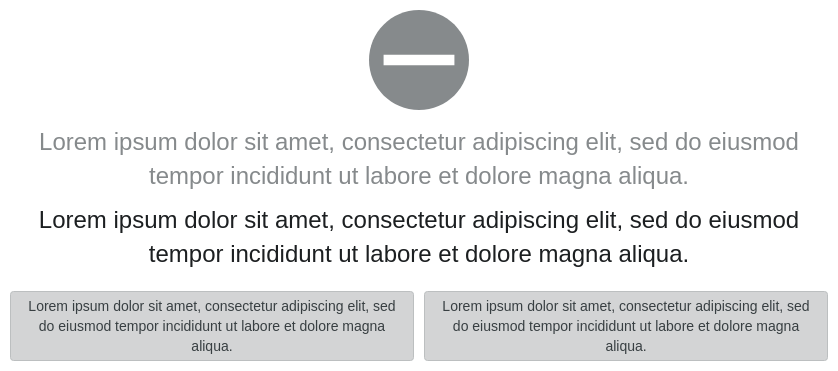 Lorem ipsum dolor sit amet, consectetur adipiscing elit, sed do eiusmod
tempor incididunt ut labore et dolore magna aliqua.
Lorem ipsum dolor sit amet, consectetur adipiscing elit, sed do eiusmod
tempor incididunt ut labore et dolore magna aliqua.
Lorem ipsum dolor sit amet, consectetur adipiscing elit, sed
do eiusmod tempor incididunt ut labore et dolore magna
aliqua.
Lorem ipsum dolor sit amet, consectetur adipiscing elit, sed
do eiusmod tempor incididunt ut labore et dolore magna
aliqua.